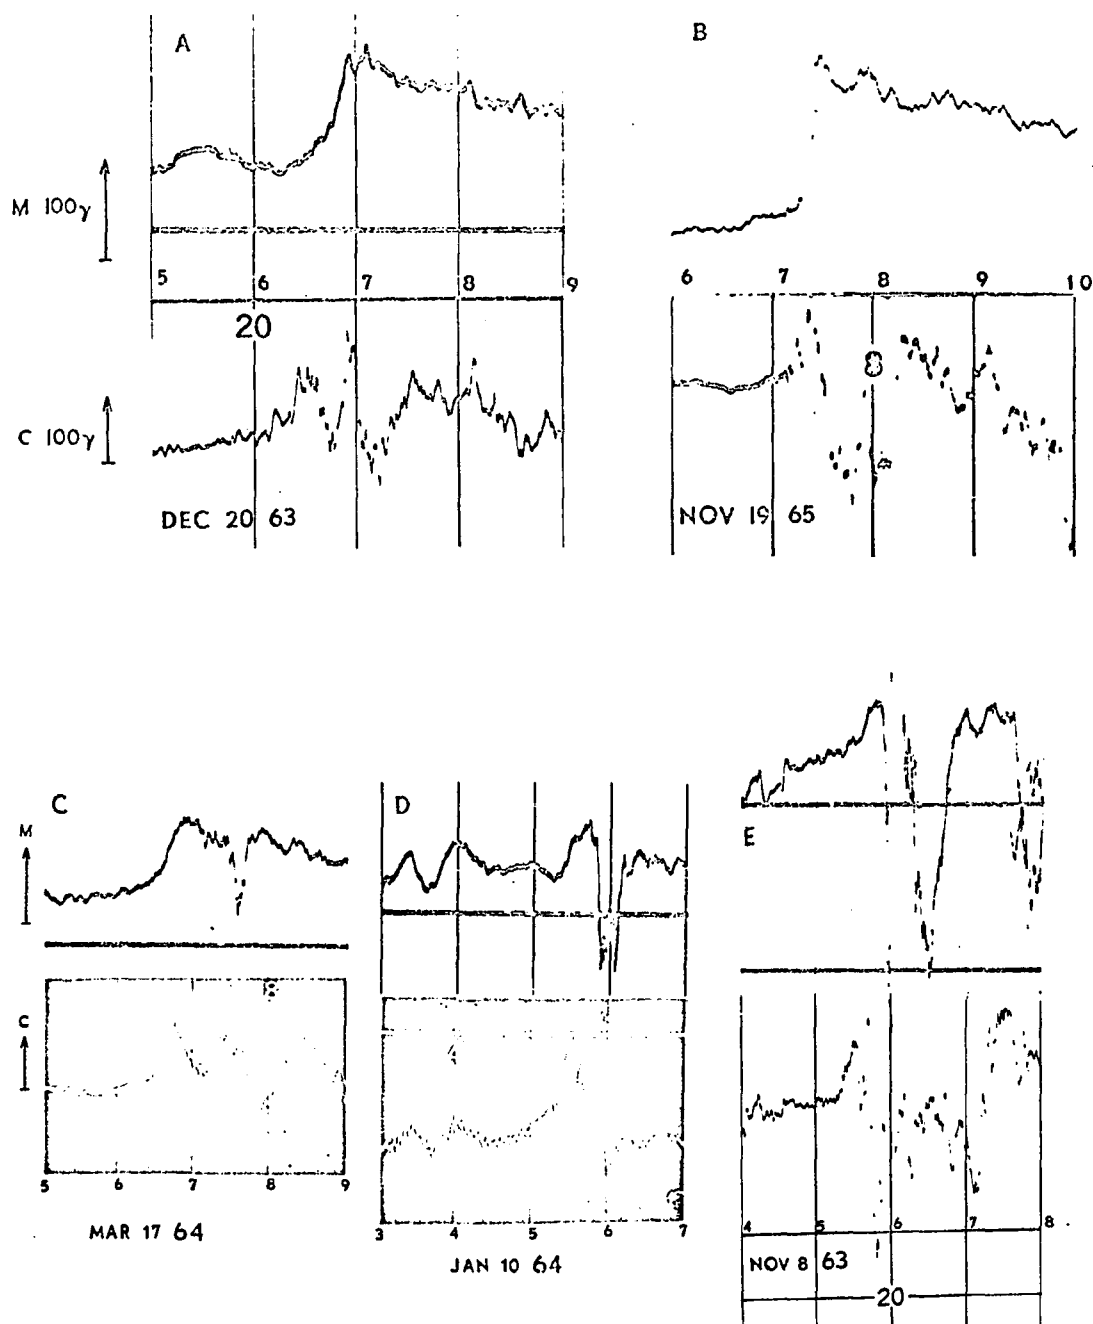 A
B
M 100γ
5 6 7 8 9
6 7 8 9 10
20
8
C 100γ
DEC 20 63
NOV 19 65
C
D
M
E
C
5 6 7 8 9
3 4 5 6 7
4 5 6 7 8
MAR 17 64
JAN 10 64
NOV 8 63
20